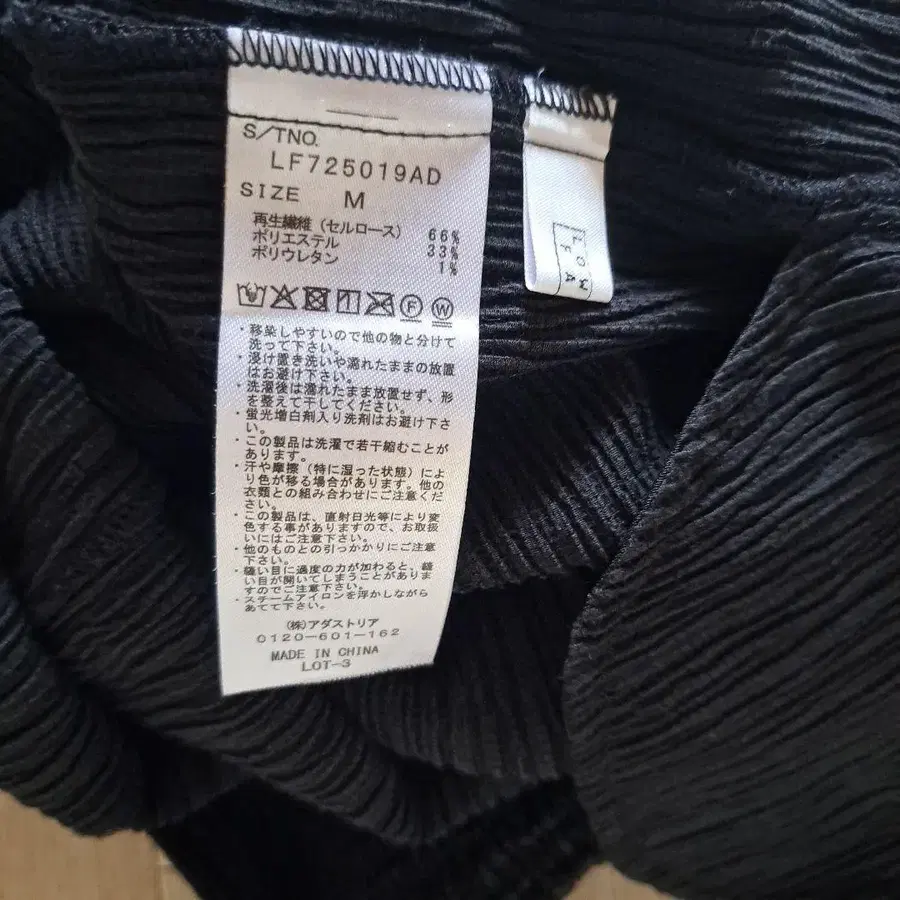 S/TNO.
LF725019AD
SIZE M
再生繊維（セルロース） 66%
ポリエステル 33%
ポリウレタン 1%
F W
・移染しやすいので他の物と分けて
洗って下さい。
・浸け置き洗いや濡れたままの放置
はお避け下さい。
・洗濯後は濡れたまま放置せず、形
を整えて干してください。
・蛍光増白剤入り洗剤はお避け下さ
い。
・この製品は洗濯で若干縮むことが
あります。
・汗や摩擦（特に湿った状態）によ
り色が移る場合があります。他の
衣類との組み合わせにご注意くだ
さい。
・この製品は、直射日光等により変
色する事がありますので、お取扱
いにはご注意下さい。
・他のものとの引っかかりにご注意
下さい。
・縫い目に過度の力が加わると、縫
い目が開いてしまうことがありま
すのでご注意下さい。
・スチームアイロンを浮かしながら
あてて下さい。
（株）アダストリア
0120-601-162
MADE IN CHINA
LOT-3
LOW
FA